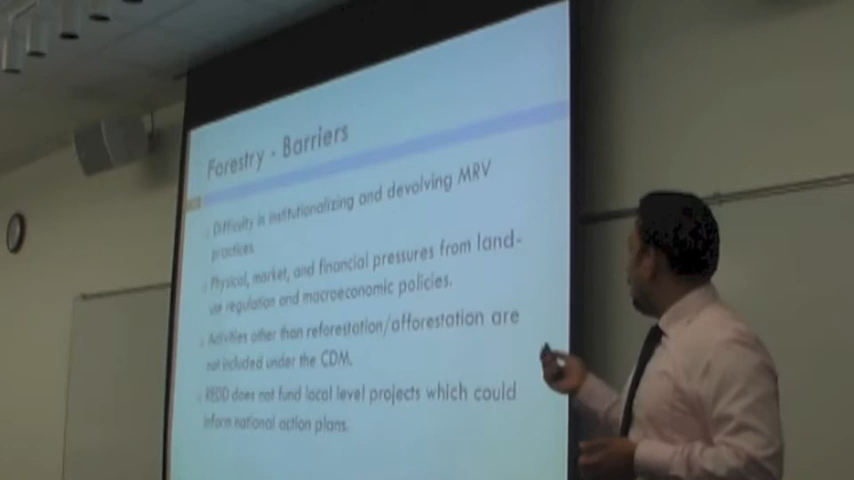 Forestry - Barriers
Difficulty in institutionalizing and devolving MRV
practices.
Physical, market, and financial pressures from land-
use regulation and macroeconomic policies.
Activities other than reforestation/afforestation are
not included under the CDM.
REDD does not fund local level projects which could
inform national action plans.